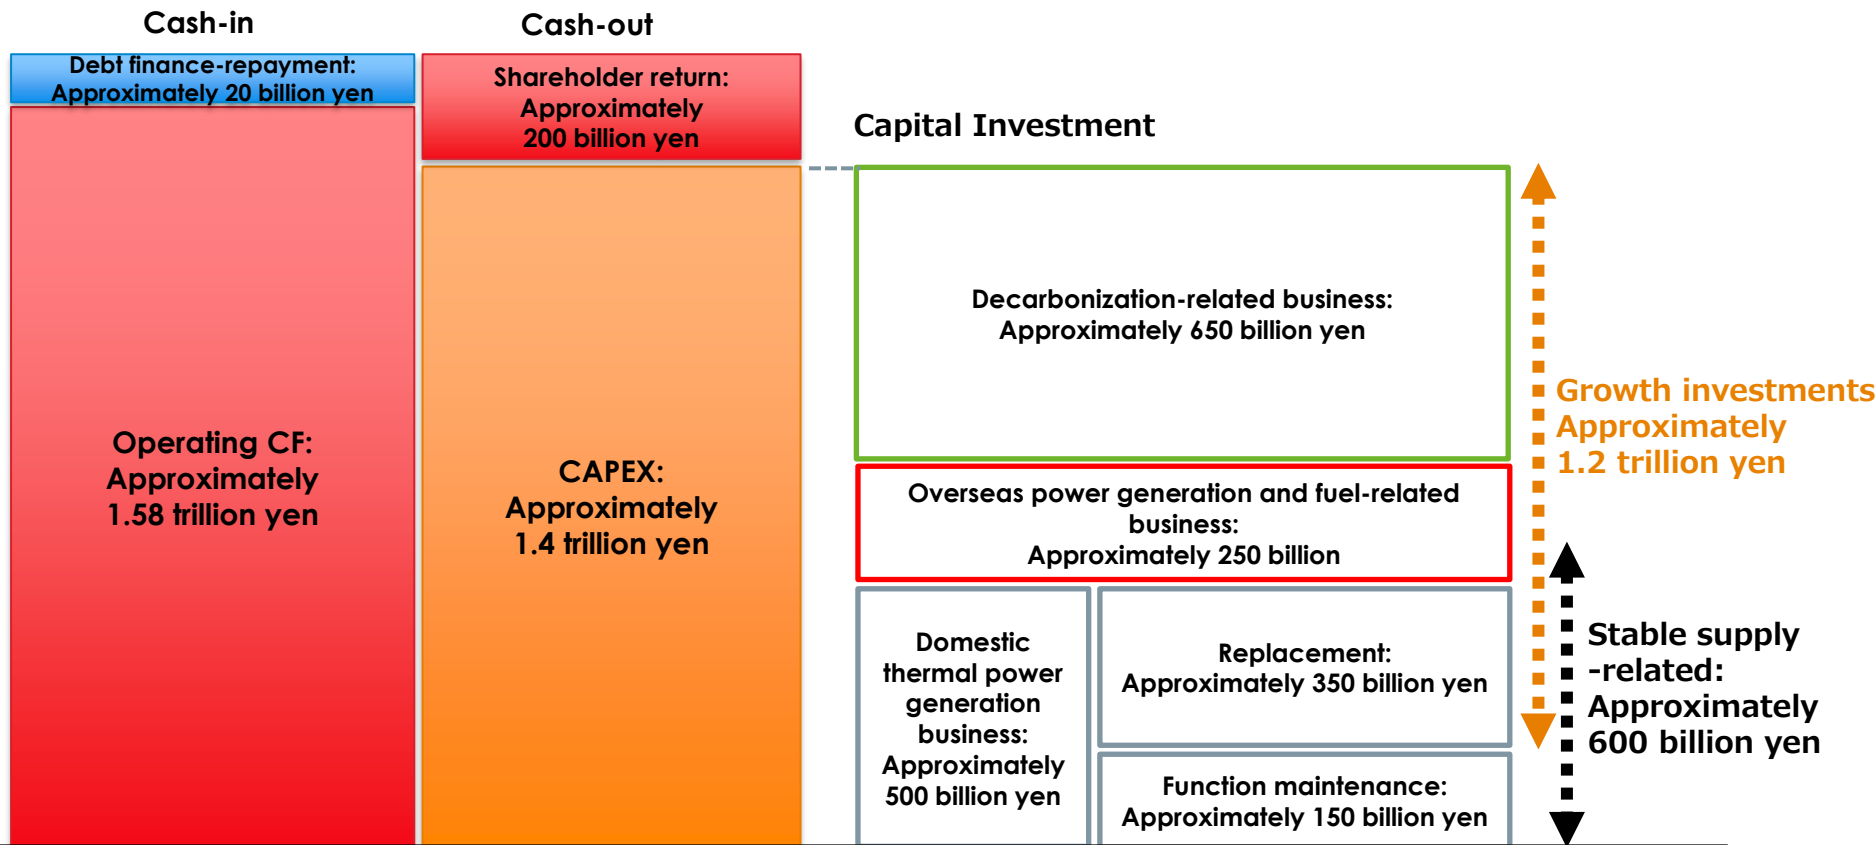 Cash-in
Debt finance-repayment:
Approximately 20 billion yen
Operating CF:
Approximately
1.58 trillion yen
Cash-out
Shareholder return:
Approximately
200 billion yen
CAPEX:
Approximately
1.4 trillion yen
Capital Investment
Decarbonization-related business:
Approximately 650 billion yen
Overseas power generation and fuel-related
business:
Approximately 250 billion
Domestic
thermal power
generation
business:
Approximately
500 billion yen
Replacement:
Approximately 350 billion yen
Function maintenance:
Approximately 150 billion yen
Growth investments
Approximately
1.2 trillion yen
Stable supply
-related:
Approximately
600 billion yen